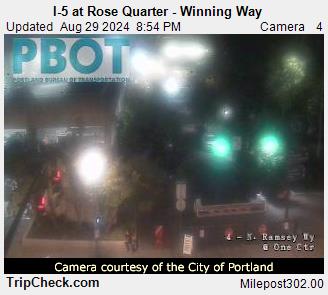 I-5 at Rose Quarter - Winning Way
Updated Aug 29 2024 8:54 PM Camera 4
PBOT
PORTLAND BUREAU OF TRANSPORTATION
4 - N. Ramsey Wy
@ One Ctr
Camera courtesy of the City of Portland
TripCheck.com Milepost302.00